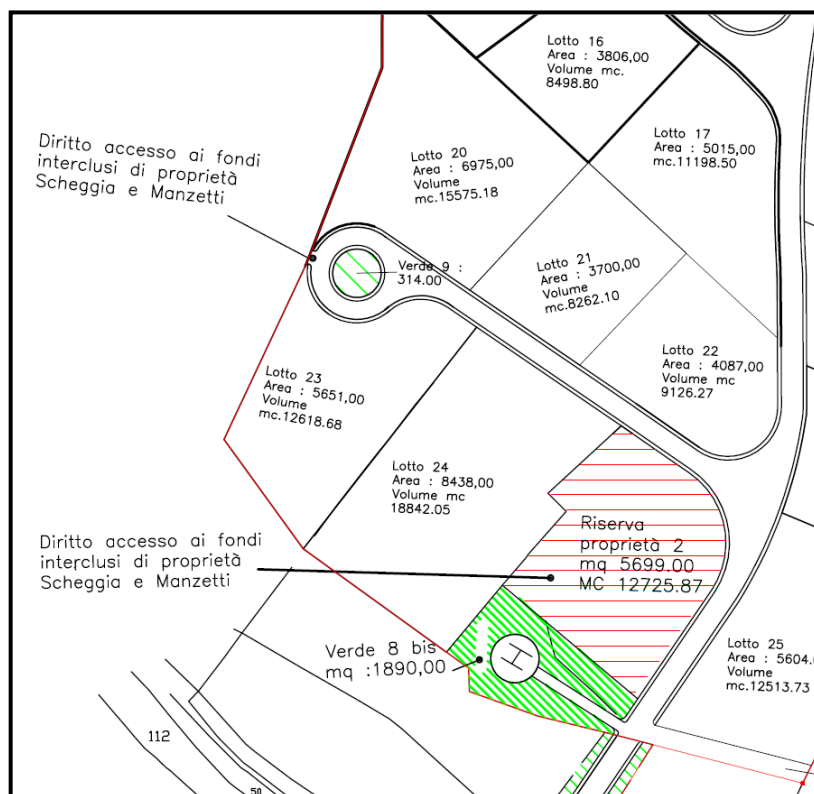 Lotto 16
Area : 3806,00
Volume mc.
8498.80
Lotto 17
Area : 5015,00
mc.11198.50
Diritto accesso ai fondi
interclusi di proprietà
Scheggia e Manzetti
Lotto 20
Area : 6975,00
Volume
mc.15575.18
Verde 9 :
314.00
Lotto 21
Area : 3700,00
Volume
mc.8262.10
Lotto 22
Area : 4087,00
Volume mc
9126.27
Lotto 23
Area : 5651,00
Volume
mc.12618.68
Lotto 24
Area : 8438,00
Volume mc
18842.05
Riserva
proprietà 2
mq 5699.00
MC 12725.87
Diritto accesso ai fondi
interclusi di proprietà
Scheggia e Manzetti
Verde 8 bis
mq :1890,00
H
Lotto 25
Area : 5604.
Volume
mc.12513.73
112
50